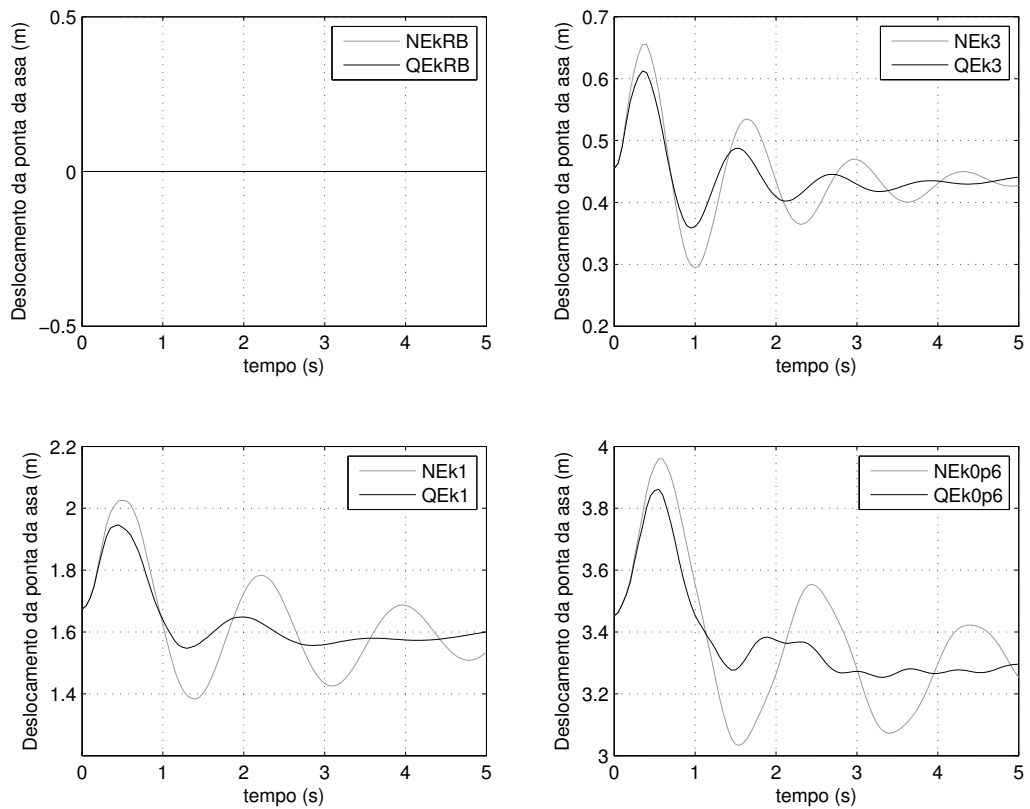 Deslocamento da ponta da asa (m)
0.5
0
−0.5
0 1 2 3 4 5
tempo (s)
NEkRB
QEkRB
Deslocamento da ponta da asa (m)
0.7
0.6
0.5
0.4
0.3
0.2
0 1 2 3 4 5
tempo (s)
NEk3
QEk3
Deslocamento da ponta da asa (m)
2.2
2
1.8
1.6
1.4
0 1 2 3 4 5
tempo (s)
NEk1
QEk1
Deslocamento da ponta da asa (m)
4
3.8
3.6
3.4
3.2
3
0 1 2 3 4 5
tempo (s)
NEk0p6
QEk0p6